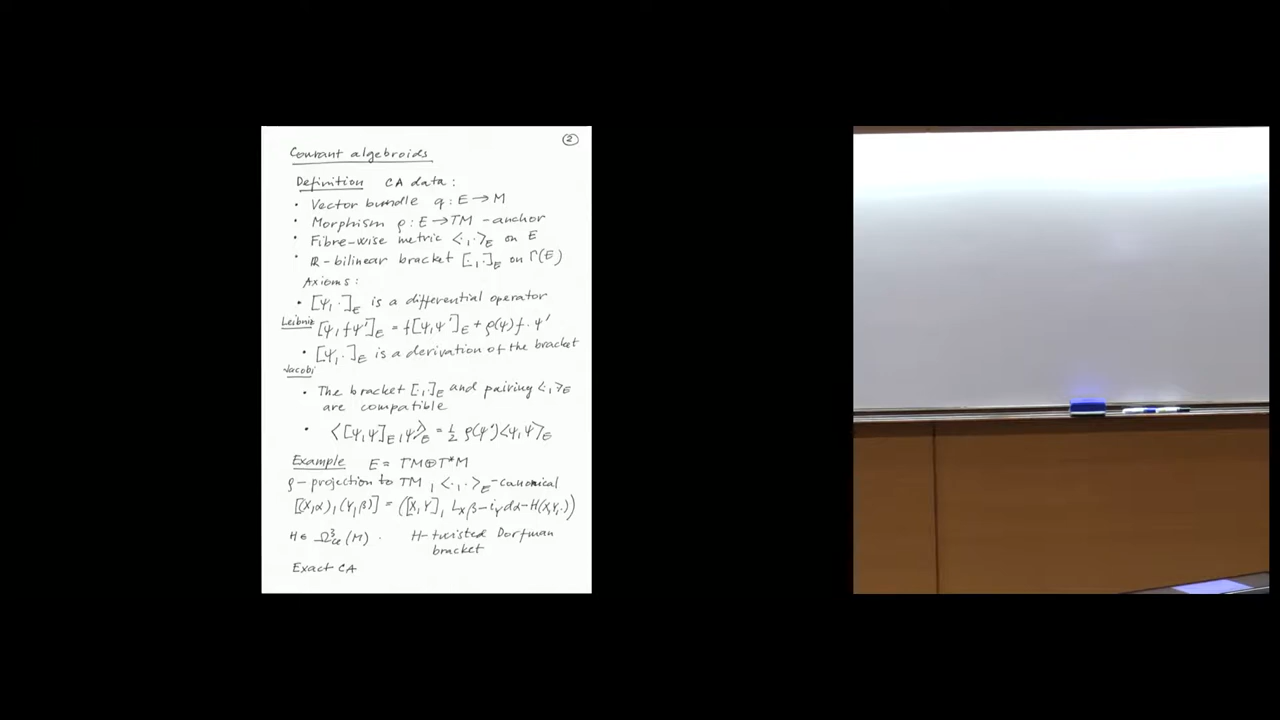 ②
Courant algebroids
Definition CA data:
• Vector bundle q : E → M
• Morphism ρ : E → TM - anchor
• Fibre-wise metric <·,·>_E on E
• ℝ-bilinear bracket [·,·]_E on Γ(E)
Axioms:
• [ψ, ·]_E is a differential operator
Leibniz [ψ, fψ']_E = f[ψ,ψ']_E + ρ(ψ)f · ψ'
• [ψ, ·]_E is a derivation of the bracket
Jacobi
• The bracket [·,·]_E and pairing <·,·>_E
are compatible
• <[ψ,ψ]_E, ψ'>_E = 1/2 ρ(ψ')<ψ,ψ>_E
Example E = TM⊕T*M
ρ - projection to TM, <·,·>_E - canonical
[(X,α), (Y,β)] = ([X,Y], L_Xβ - i_Y dα - H(X,Y,·))
H ∈ Ω³_cl(M). H-twisted Dorfman
bracket
Exact CA